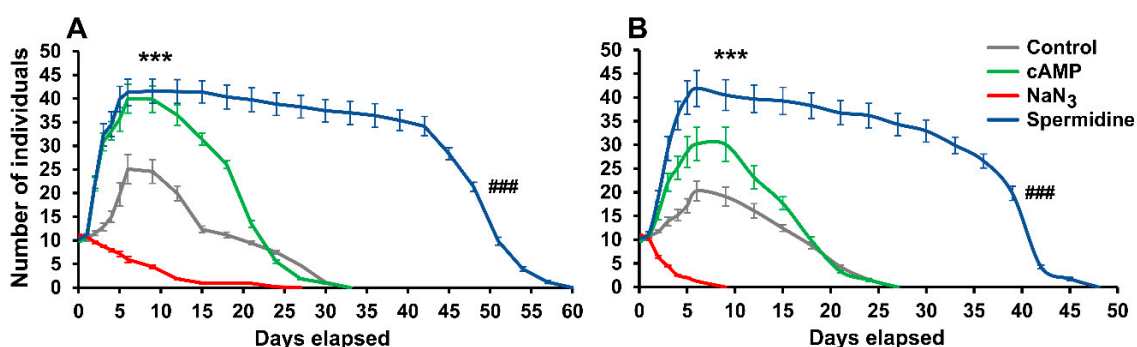 A
Number of individuals
50
45
40
35
30
25
20
15
10
5
0
***
###
0 5 10 15 20 25 30 35 40 45 50 55 60
Days elapsed
B
50
45
40
35
30
25
20
15
10
5
0
***
###
0 5 10 15 20 25 30 35 40 45 50
Days elapsed
Control
cAMP
NaN₃
Spermidine